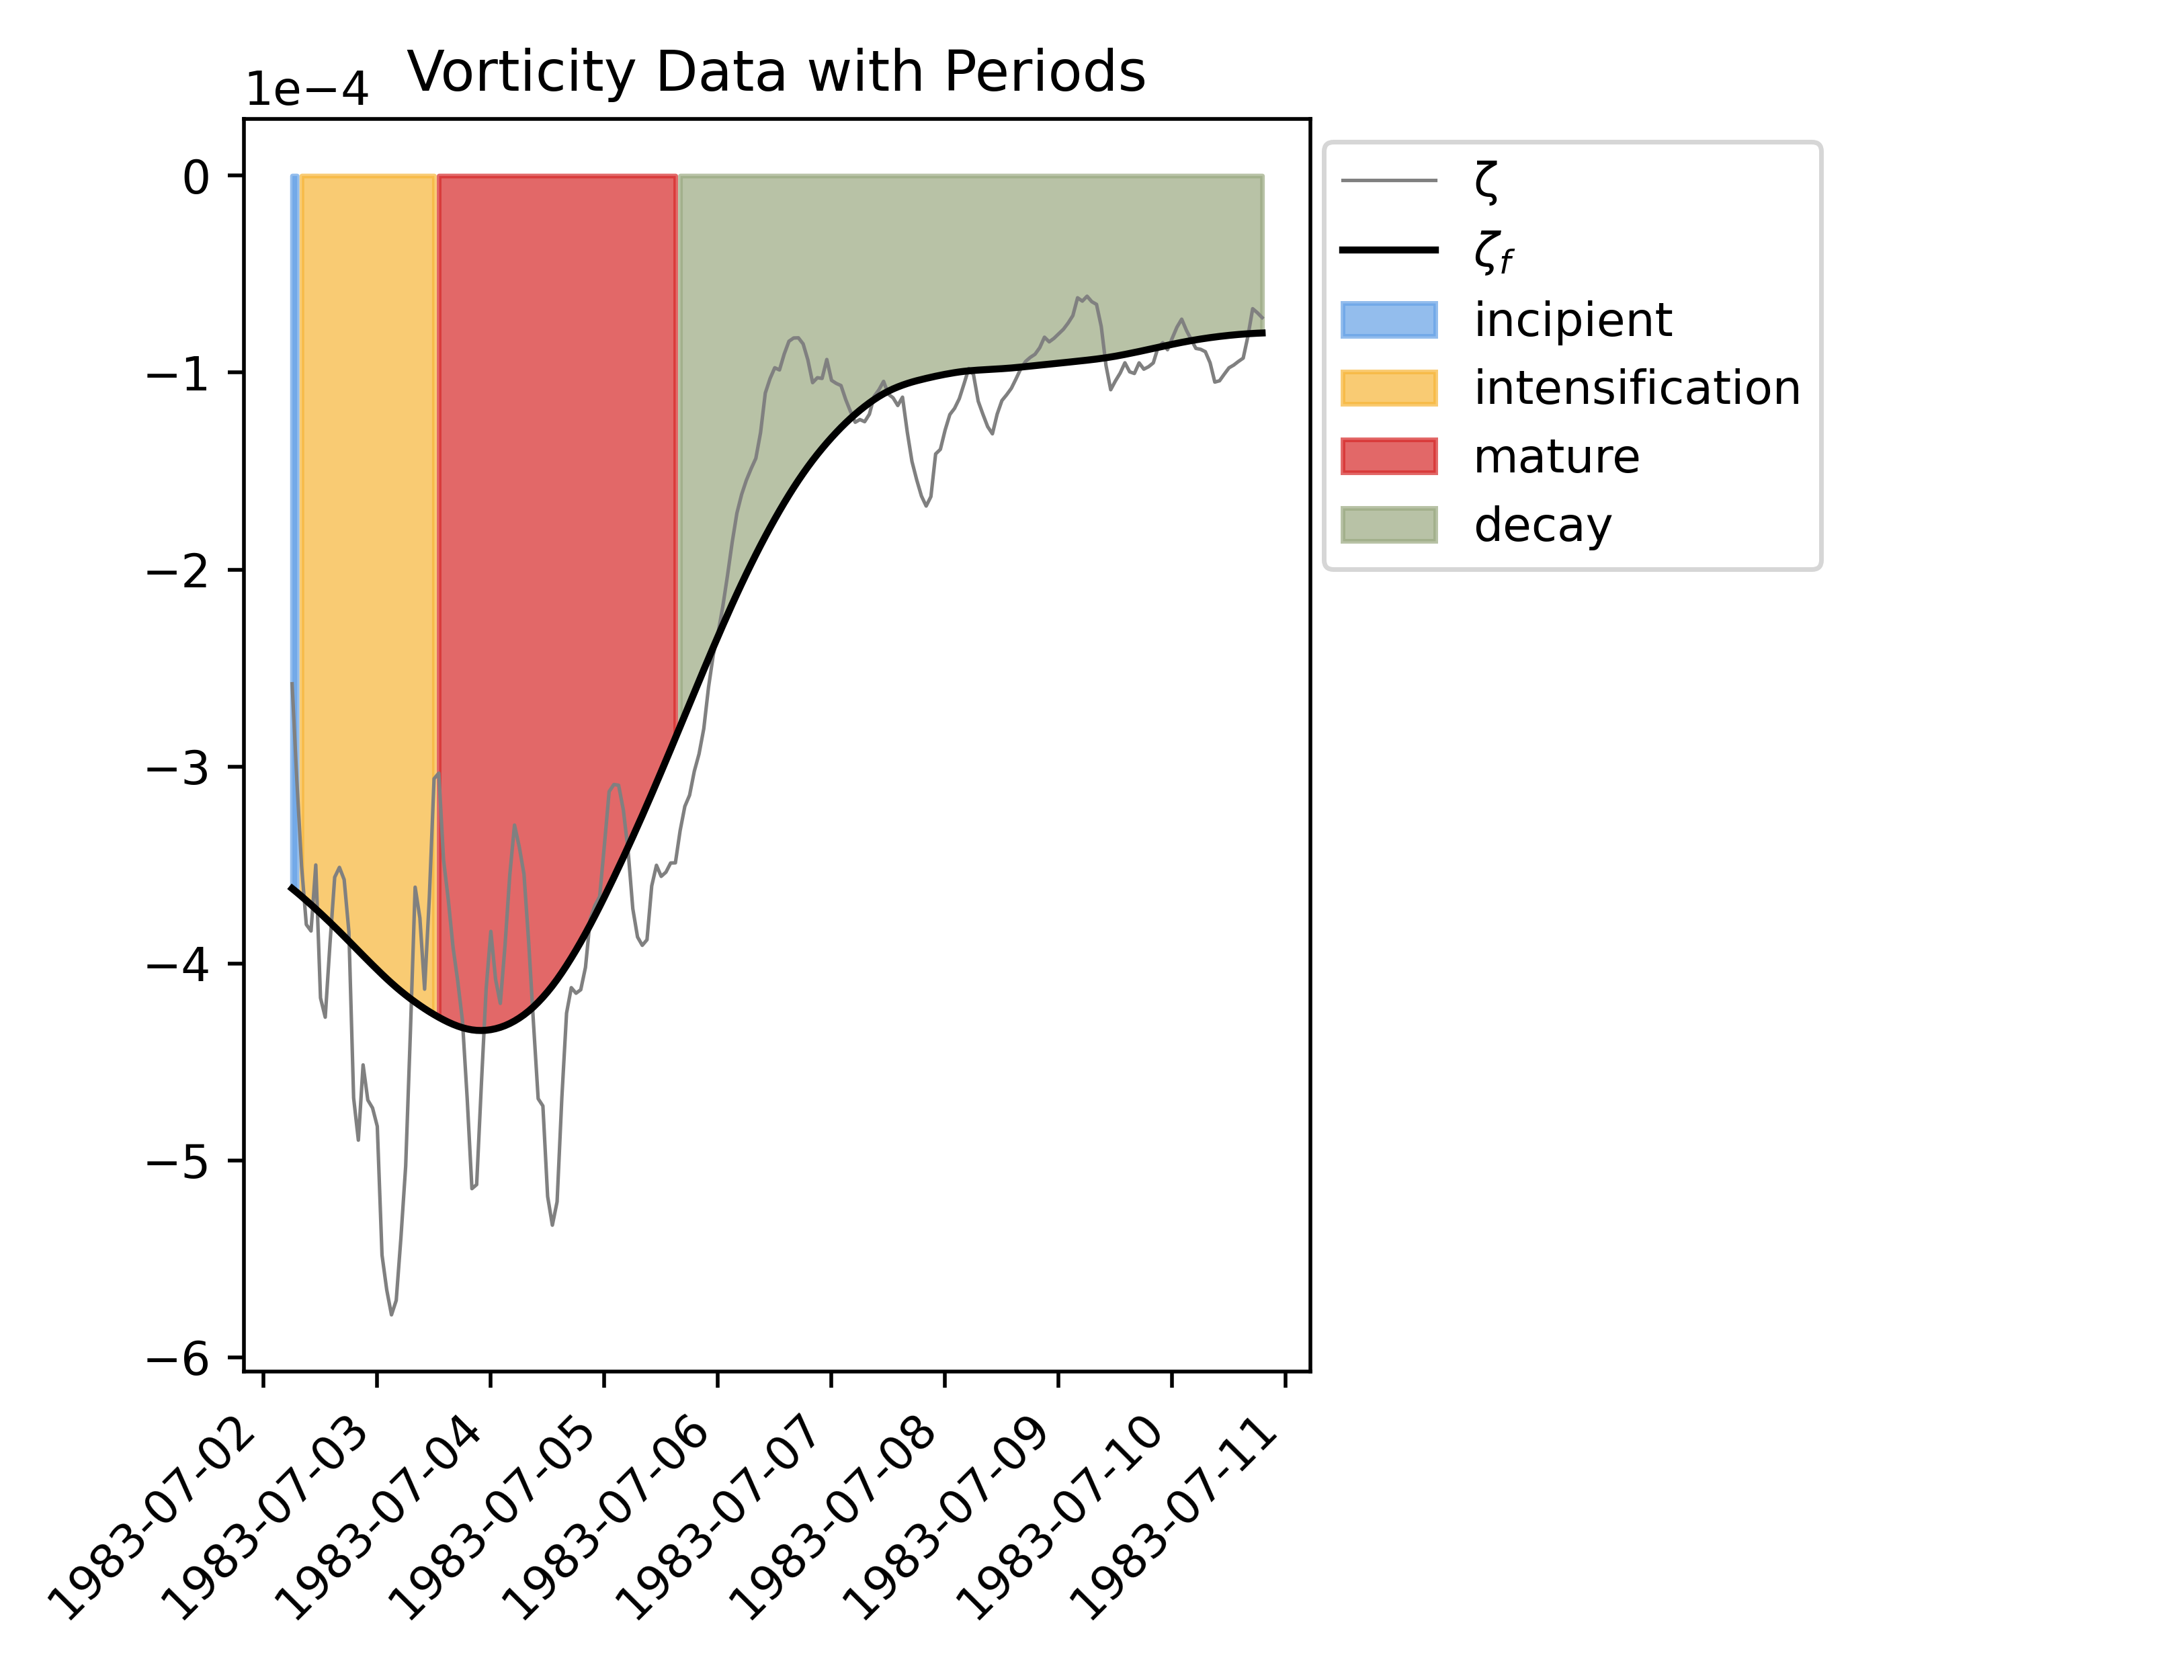 Vorticity Data with Periods
1e−4
0
−1
−2
−3
−4
−5
−6
1983-07-02
1983-07-03
1983-07-04
1983-07-05
1983-07-06
1983-07-07
1983-07-08
1983-07-09
1983-07-10
1983-07-11
ζ
ζf
incipient
intensification
mature
decay